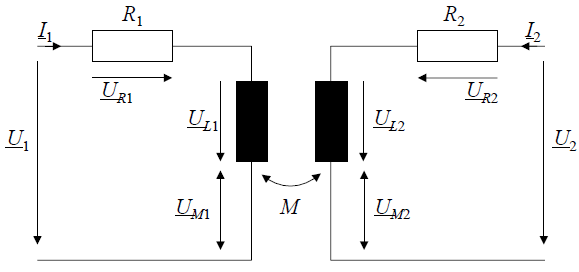 R1 R2
I1 I2
UR1 UR2
U1 UL1 UL2 U2
UM1 M UM2